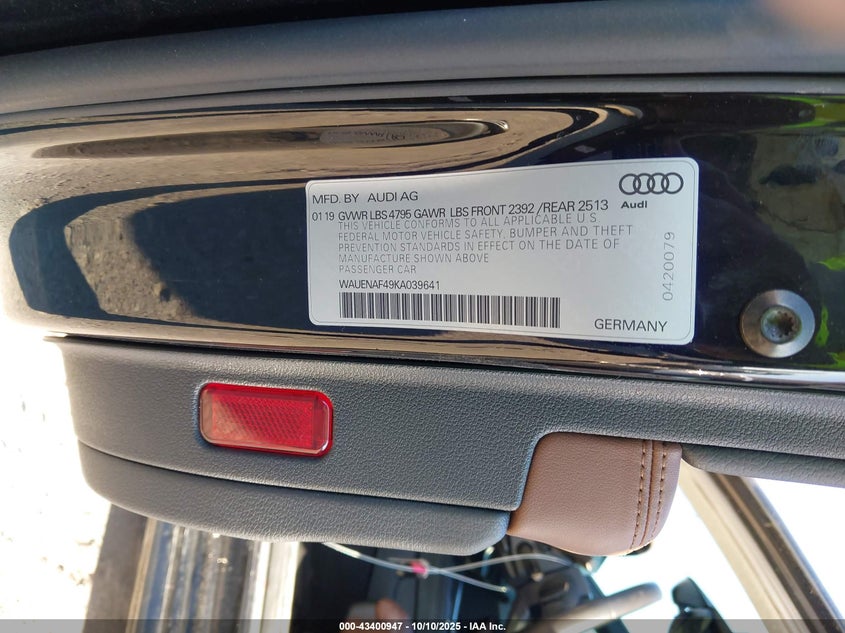 MFD. BY AUDI AG
Audi
01 19 GVWR LBS 4795 GAWR LBS FRONT 2392 /REAR 2513
THIS VEHICLE CONFORMS TO ALL APPLICABLE U.S
FEDERAL MOTOR VEHICLE SAFETY, BUMPER AND THEFT
PREVENTION STANDARDS IN EFFECT ON THE DATE OF
MANUFACTURE SHOWN ABOVE
PASSENGER CAR
WAUENAF49KA039641
0420079
GERMANY
000-43400947 - 10/10/2025 - IAA Inc.